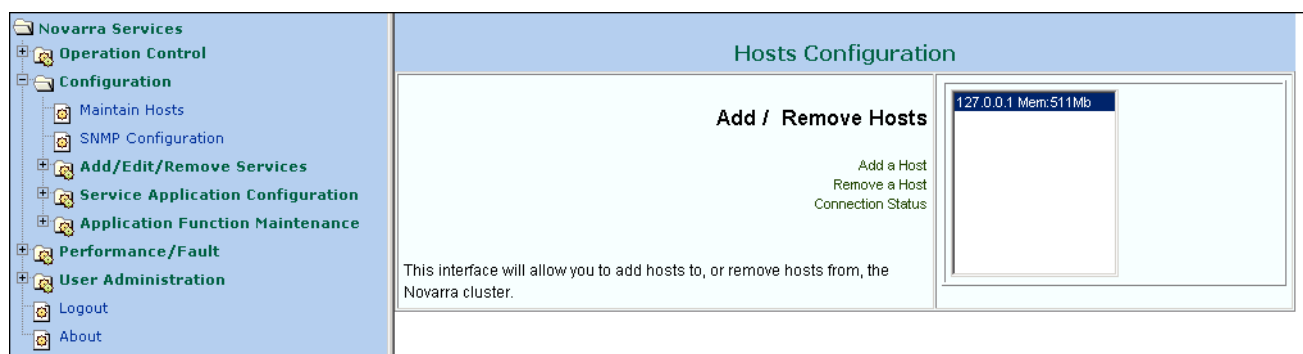 Novarra Services
Operation Control
Configuration
Maintain Hosts
SNMP Configuration
Add/Edit/Remove Services
Service Application Configuration
Application Function Maintenance
Performance/Fault
User Administration
Logout
About
Hosts Configuration
Add / Remove Hosts
Add a Host
Remove a Host
Connection Status
This interface will allow you to add hosts to, or remove hosts from, the
Novarra cluster.
127.0.0.1 Mem:511Mb